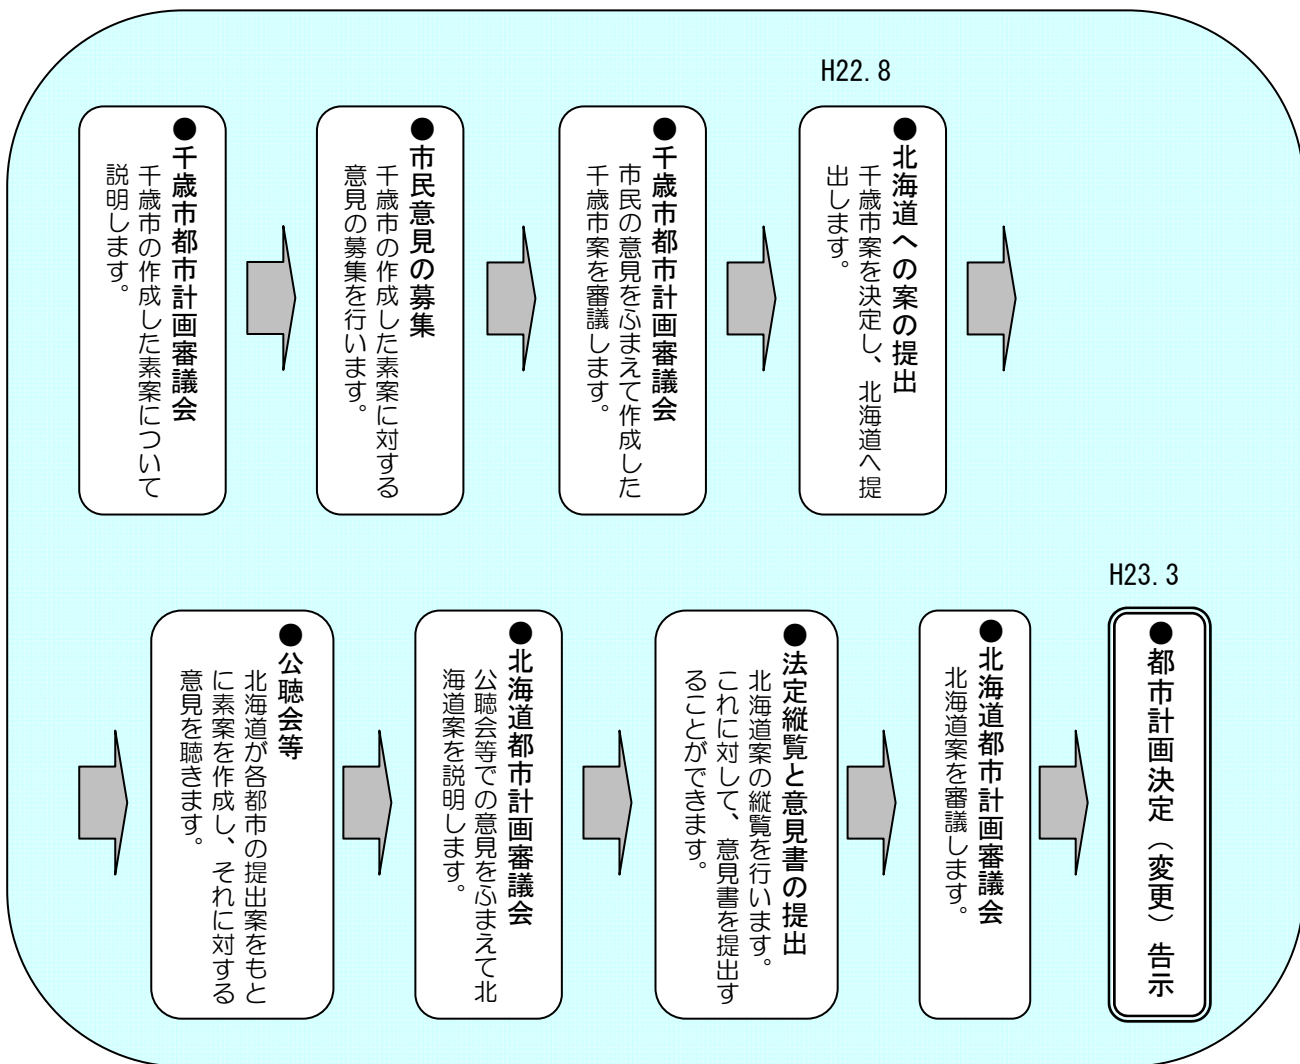 ●千歳市都市計画審議会
千歳市の作成した素案について
説明します。
●市民意見の募集
千歳市の作成した素案に対する
意見の募集を行います。
●千歳市都市計画審議会
市民の意見をふまえて作成した
千歳市案を審議します。
H22.8
●北海道への案の提出
千歳市案を決定し、北海道へ提
出します。
●公聴会等
北海道が各都市の提出案をもと
に素案を作成し、それに対する
意見を聴きます。
●北海道都市計画審議会
公聴会等での意見をふまえて北
海道案を説明します。
●法定縦覧と意見書の提出
北海道案の縦覧を行います。
これに対して、意見書を提出す
ることができます。
●北海道都市計画審議会
北海道案を審議します。
H23.3
●都市計画決定（変更）告示